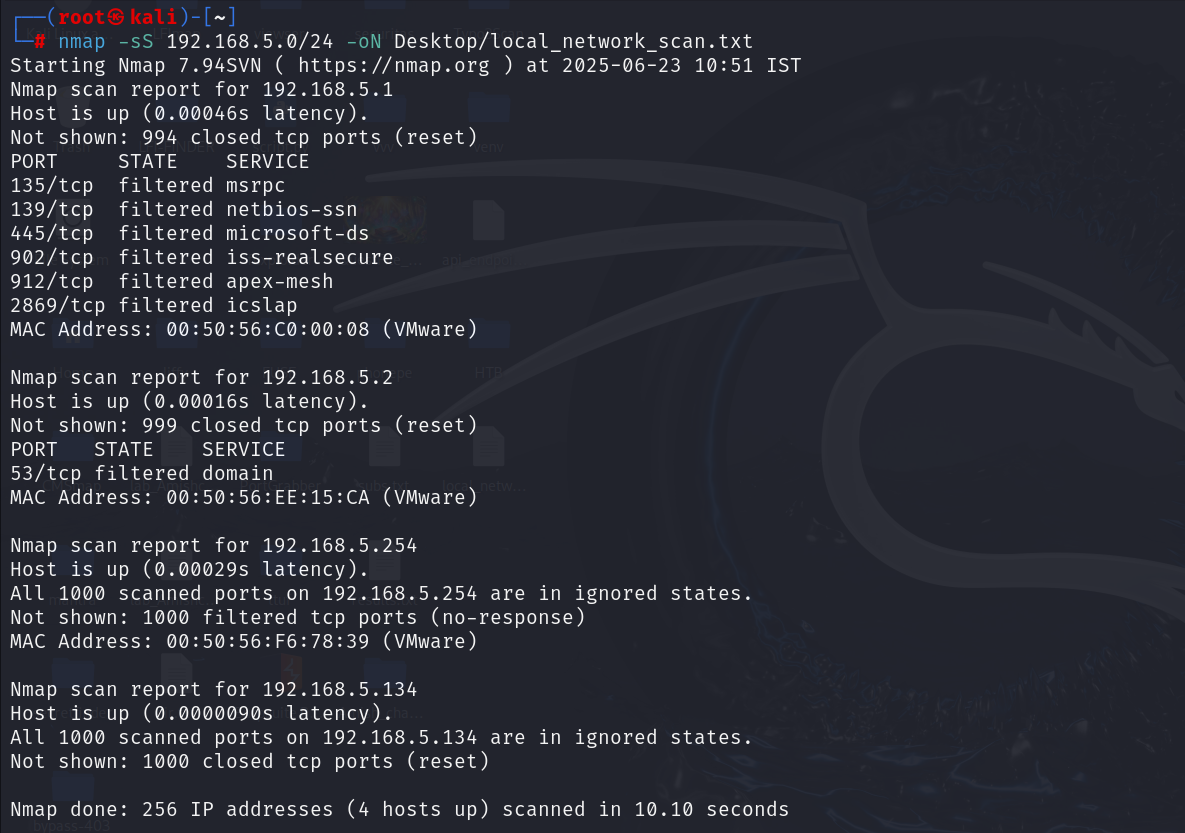 ┌──(root㉿kali)-[~]
└─# nmap -sS 192.168.5.0/24 -oN Desktop/local_network_scan.txt
Starting Nmap 7.94SVN ( https://nmap.org ) at 2025-06-23 10:51 IST
Nmap scan report for 192.168.5.1
Host is up (0.00046s latency).
Not shown: 994 closed tcp ports (reset)
PORT     STATE    SERVICE
135/tcp  filtered msrpc
139/tcp  filtered netbios-ssn
445/tcp  filtered microsoft-ds
902/tcp  filtered iss-realsecure
912/tcp  filtered apex-mesh
2869/tcp filtered icslap
MAC Address: 00:50:56:C0:00:08 (VMware)

Nmap scan report for 192.168.5.2
Host is up (0.00016s latency).
Not shown: 999 closed tcp ports (reset)
PORT   STATE    SERVICE
53/tcp filtered domain
MAC Address: 00:50:56:EE:15:CA (VMware)

Nmap scan report for 192.168.5.254
Host is up (0.00029s latency).
All 1000 scanned ports on 192.168.5.254 are in ignored states.
Not shown: 1000 filtered tcp ports (no-response)
MAC Address: 00:50:56:F6:78:39 (VMware)

Nmap scan report for 192.168.5.134
Host is up (0.0000090s latency).
All 1000 scanned ports on 192.168.5.134 are in ignored states.
Not shown: 1000 closed tcp ports (reset)

Nmap done: 256 IP addresses (4 hosts up) scanned in 10.10 seconds
bypass-403